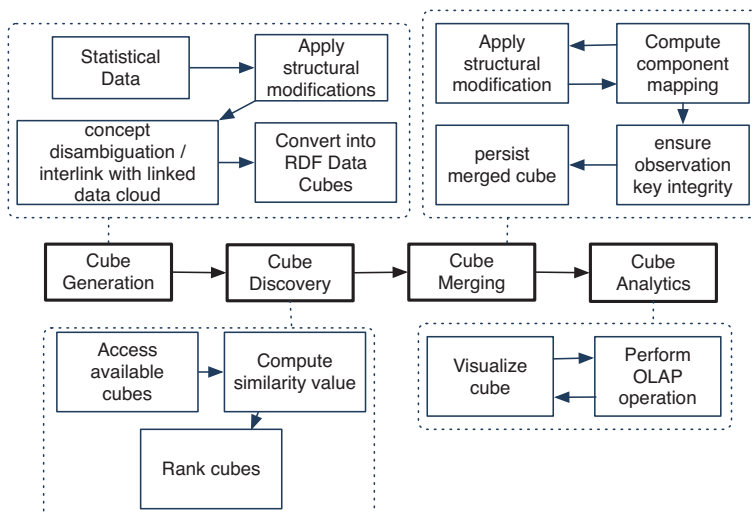 Statistical
Data
Apply
structural
modifications
concept
disambiguation /
interlink with linked
data cloud
Convert into
RDF Data
Cubes
Apply
structural
modification
Compute
component
mapping
persist
merged cube
ensure
observation
key integrity
Cube
Generation
Cube
Discovery
Cube
Merging
Cube
Analytics
Access
available
cubes
Compute
similarity value
Rank cubes
Visualize
cube
Perform
OLAP
operation